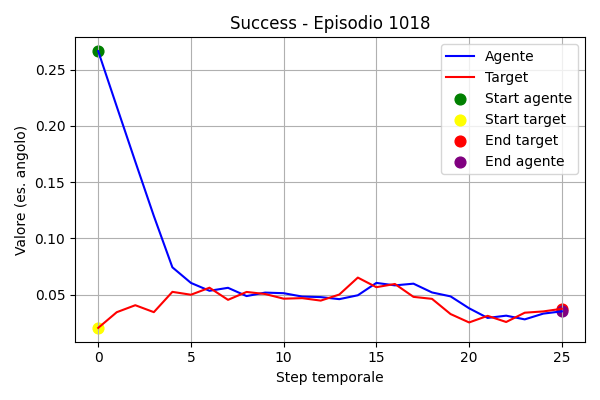 Success - Episodio 1018
Valore (es. angolo)
0.25
0.20
0.15
0.10
0.05
0
5
10
15
20
25
Step temporale
Agente
Target
Start agente
Start target
End target
End agente